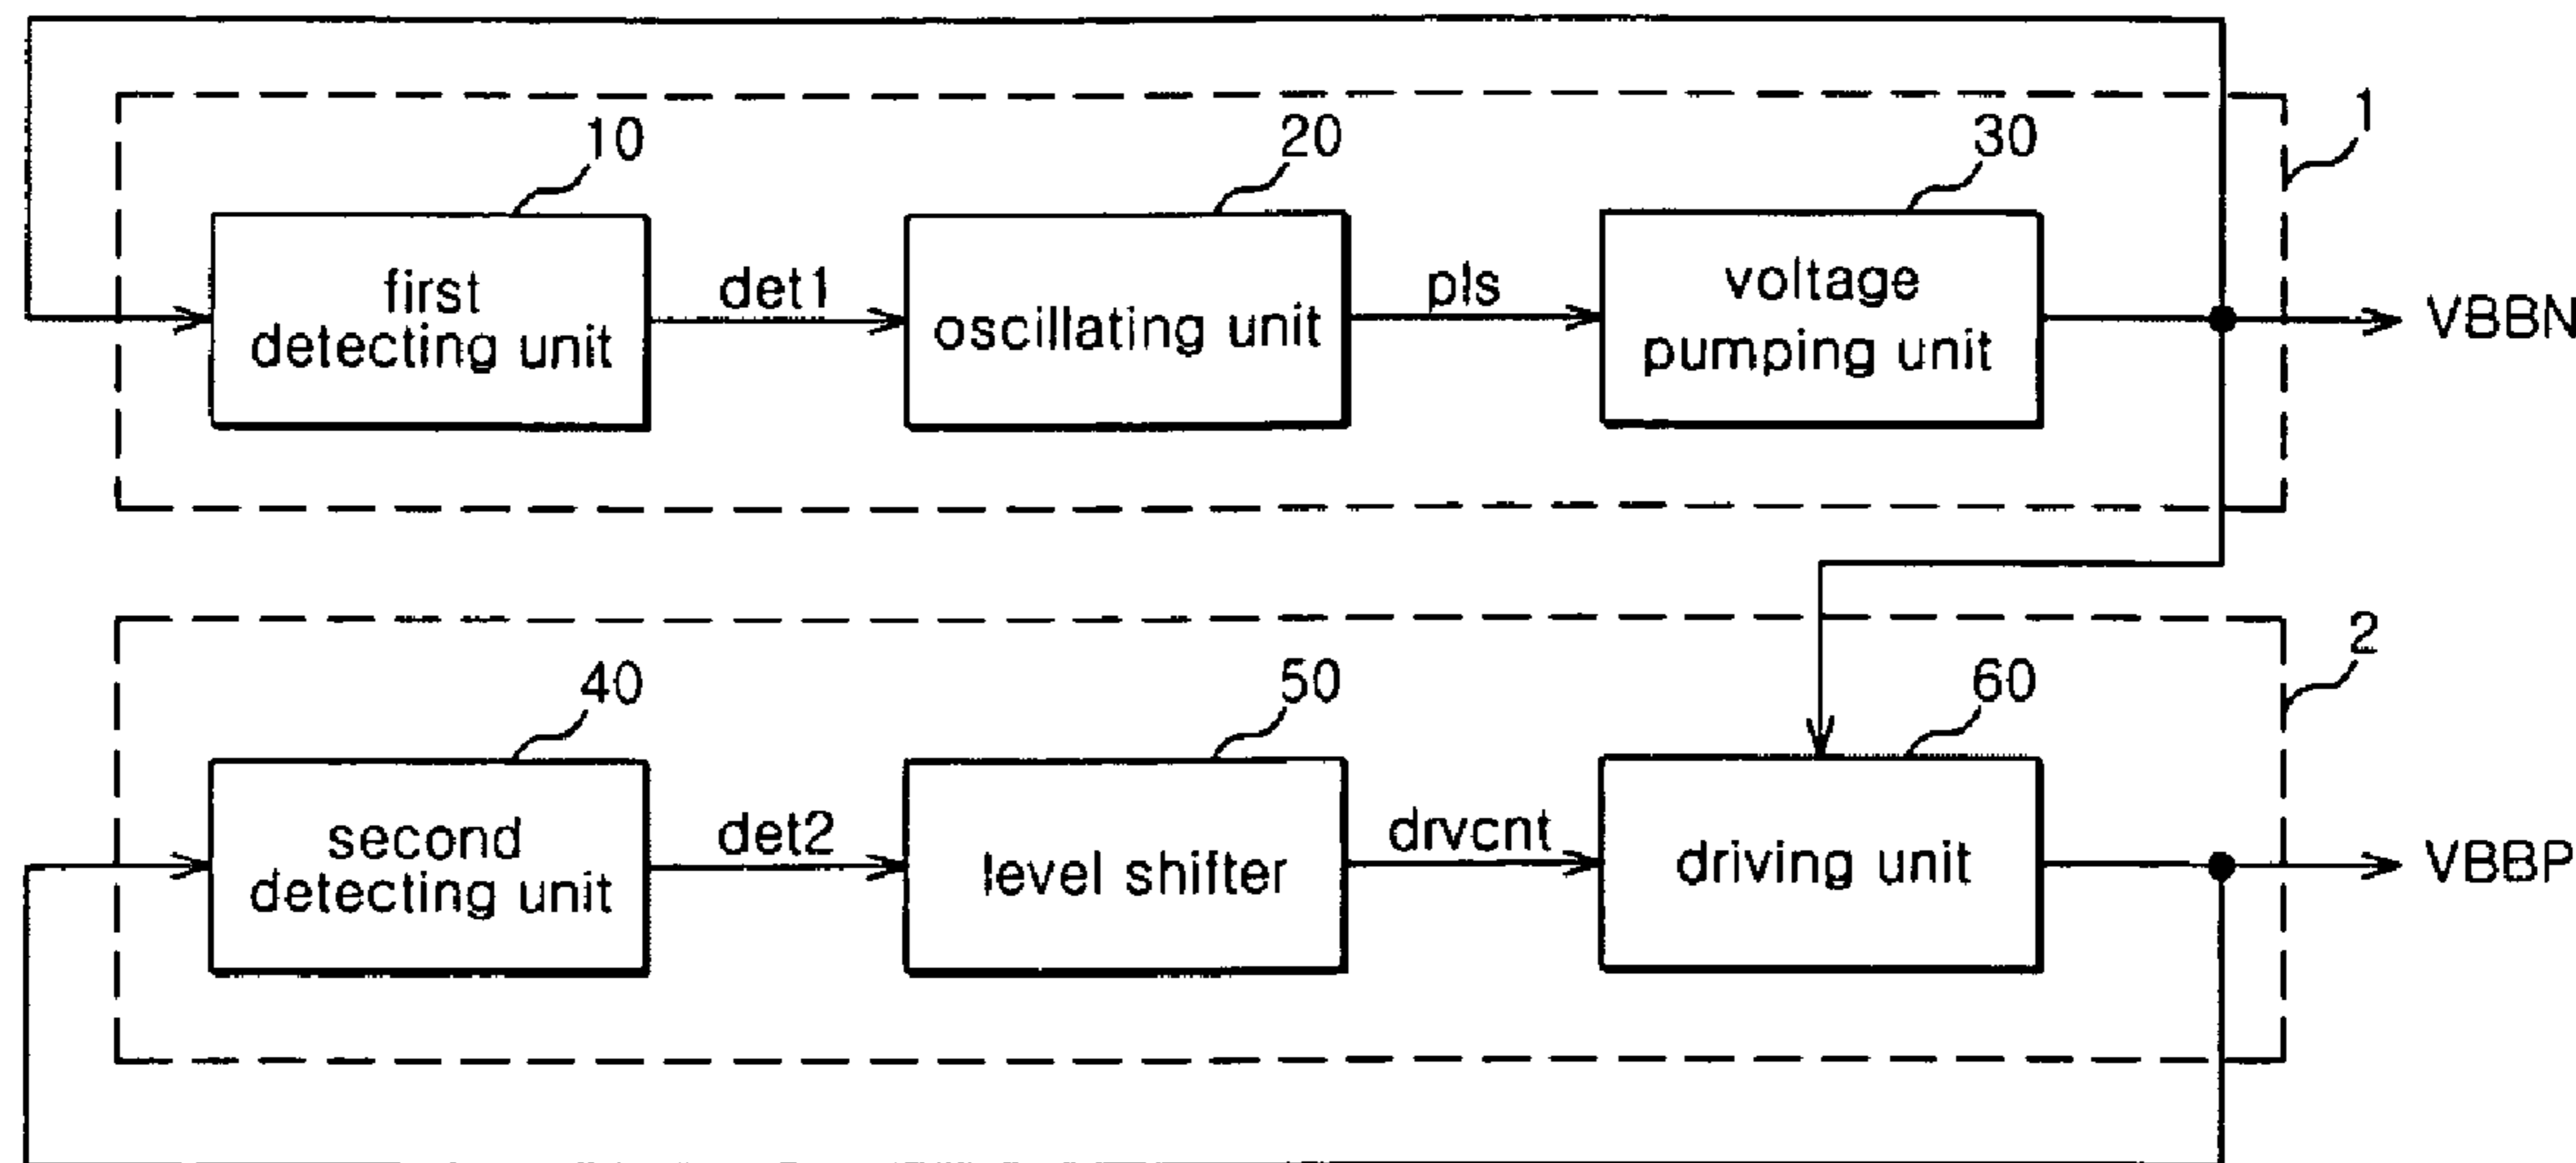 1
10
20
30
first
detecting unit
det1
oscillating unit
pls
voltage
pumping unit
VBBN
2
40
50
60
second
detecting unit
det2
level shifter
drvcnt
driving unit
VBBP